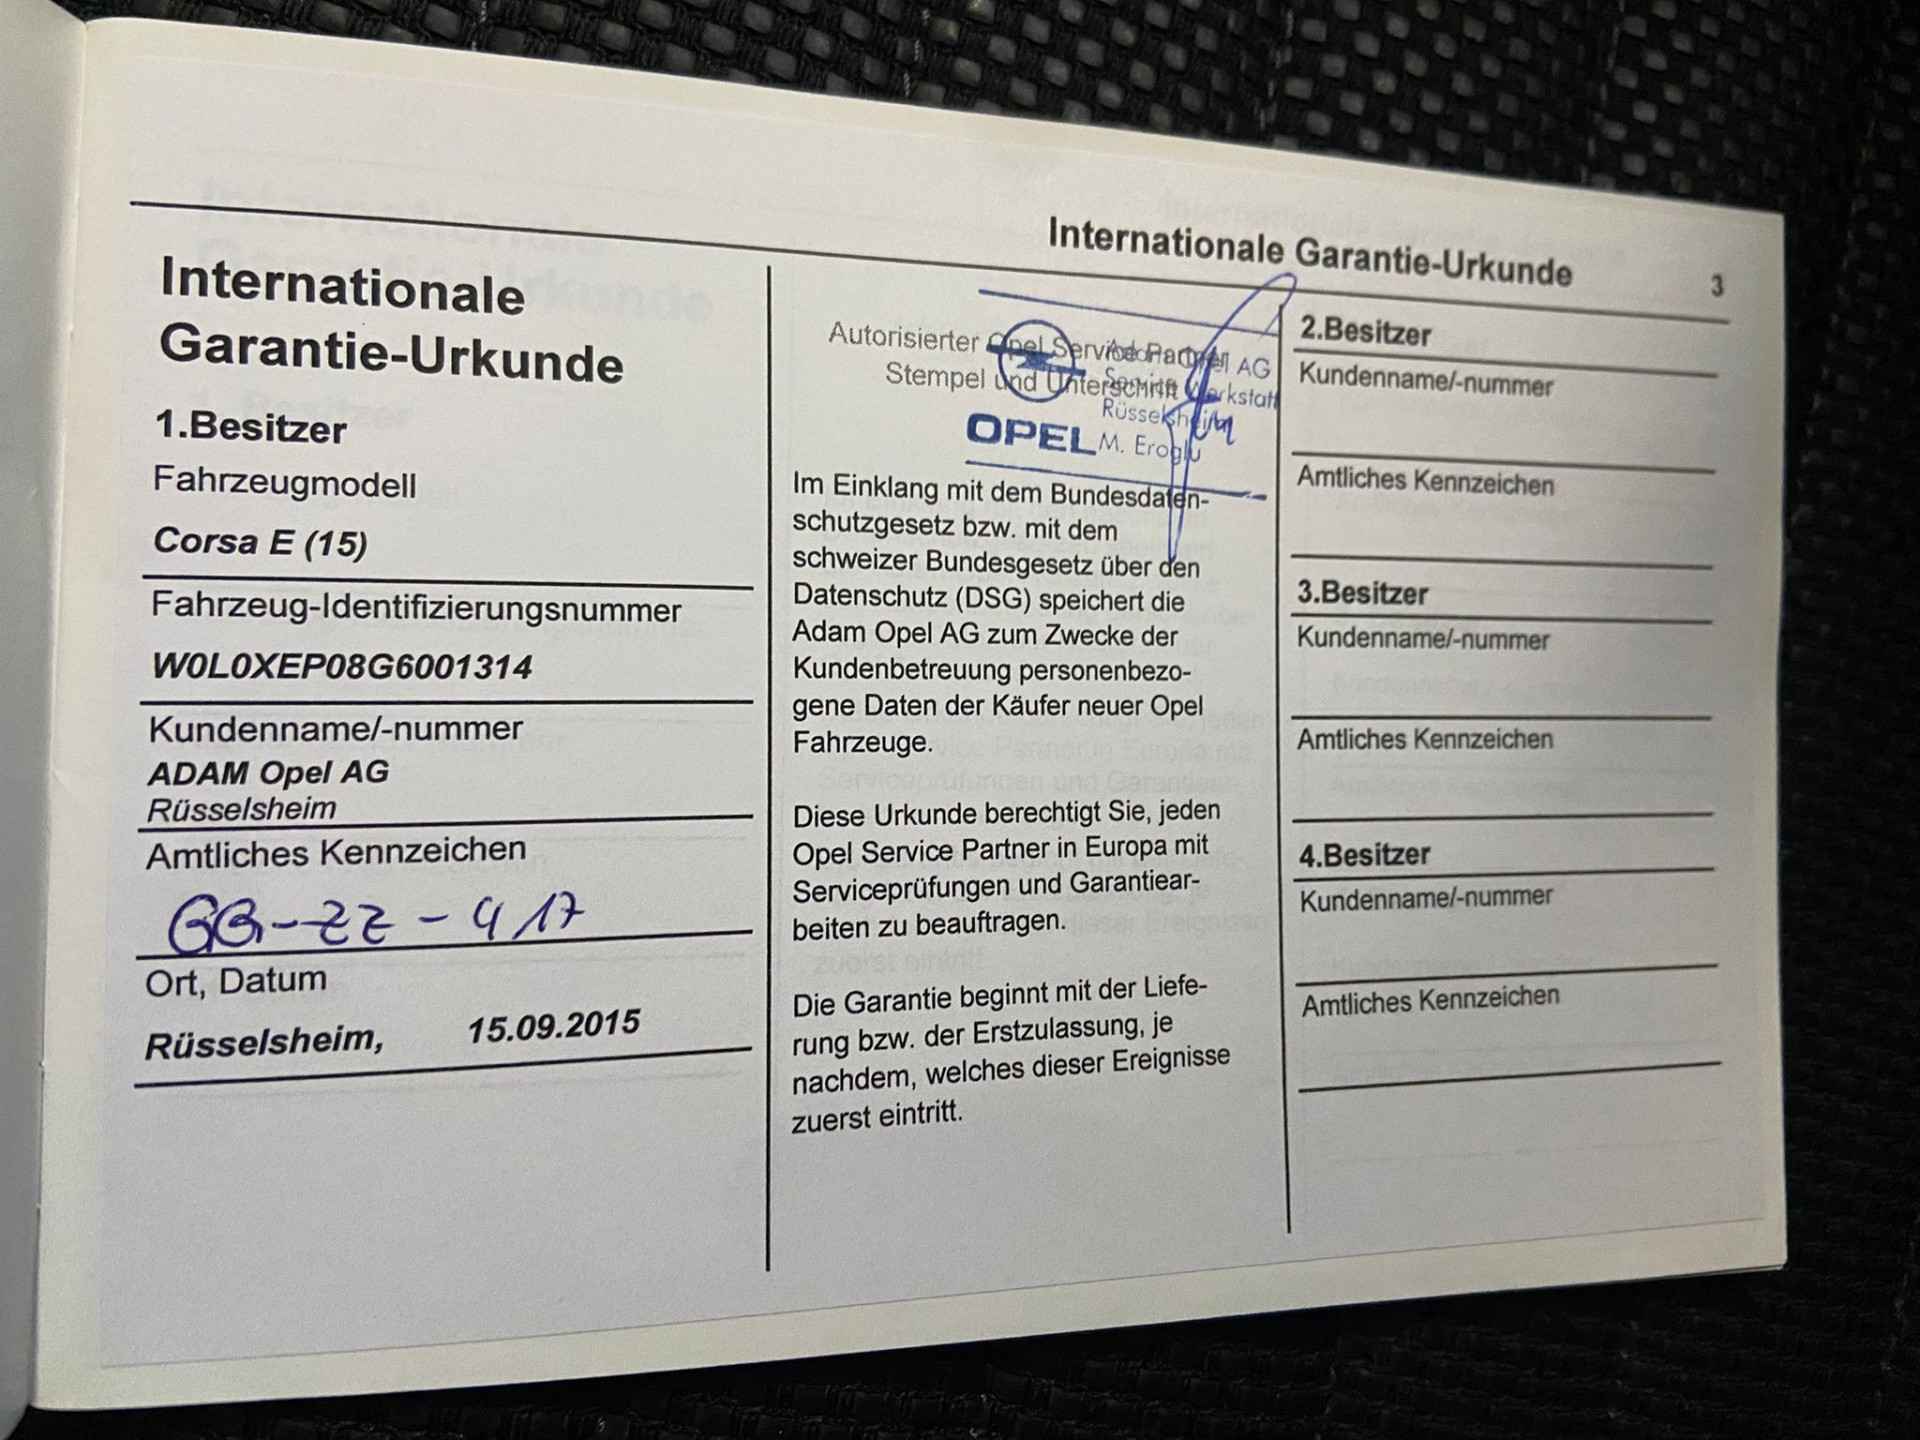 Internationale Garantie-Urkunde 3
Internationale
Garantie-Urkunde
1.Besitzer
Fahrzeugmodell
Corsa E (15)
Fahrzeug-Identifizierungsnummer
W0L0XEP08G6001314
Kundenname/-nummer
ADAM Opel AG
Rüsselsheim
Amtliches Kennzeichen
GG-ZZ-417
Ort, Datum
Rüsselsheim, 15.09.2015
Autorisierter Opel Service Partner
Stempel und Unterschrift
Adam Opel AG
Service Werkstatt
Rüsselsheim
OPEL M. Eroglu
Im Einklang mit dem Bundesdaten-
schutzgesetz bzw. mit dem
schweizer Bundesgesetz über den
Datenschutz (DSG) speichert die
Adam Opel AG zum Zwecke der
Kundenbetreuung personenbezo-
gene Daten der Käufer neuer Opel
Fahrzeuge.
Diese Urkunde berechtigt Sie, jeden
Opel Service Partner in Europa mit
Serviceprüfungen und Garantiear-
beiten zu beauftragen.
Die Garantie beginnt mit der Liefe-
rung bzw. der Erstzulassung, je
nachdem, welches dieser Ereignisse
zuerst eintritt.
2.Besitzer
Kundenname/-nummer
Amtliches Kennzeichen
3.Besitzer
Kundenname/-nummer
Amtliches Kennzeichen
4.Besitzer
Kundenname/-nummer
Amtliches Kennzeichen